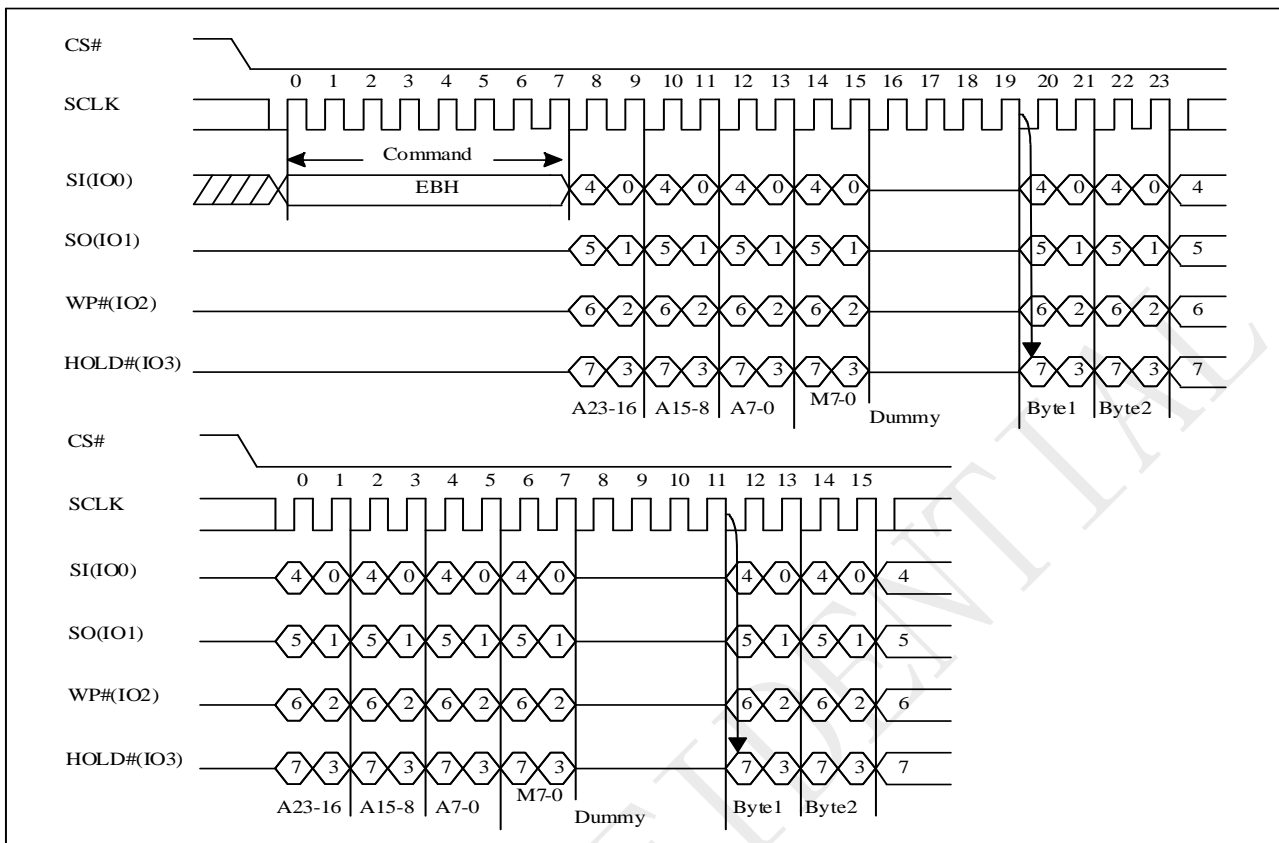 CS#
0 1 2 3 4 5 6 7 8 9 10 11 12 13 14 15 16 17 18 19 20 21 22 23
SCLK
Command
SI(IO0) EBH 4 0 4 0 4 0 4 0 4 0 4 0 4
SO(IO1) 5 1 5 1 5 1 5 1 5 1 5 1 5
WP#(IO2) 6 2 6 2 6 2 6 2 6 2 6 2 6
HOLD#(IO3) 7 3 7 3 7 3 7 3 7 3 7 3 7
A23-16 A15-8 A7-0 M7-0 Dummy Byte1 Byte2
CS#
0 1 2 3 4 5 6 7 8 9 10 11 12 13 14 15
SCLK
SI(IO0) 4 0 4 0 4 0 4 0 4 0 4 0 4
SO(IO1) 5 1 5 1 5 1 5 1 5 1 5 1 5
WP#(IO2) 6 2 6 2 6 2 6 2 6 2 6 2 6
HOLD#(IO3) 7 3 7 3 7 3 7 3 7 3 7 3 7
A23-16 A15-8 A7-0 M7-0 Dummy Byte1 Byte2
IDENTIAL